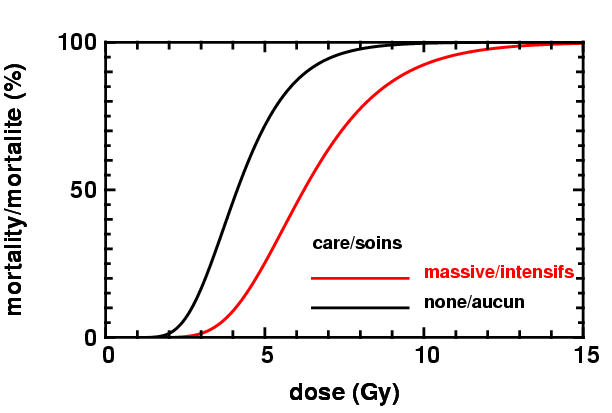 mortality/mortalite (%)
100
50
0
care/soins
massive/intensifs
none/aucun
0 5 10 15
dose (Gy)